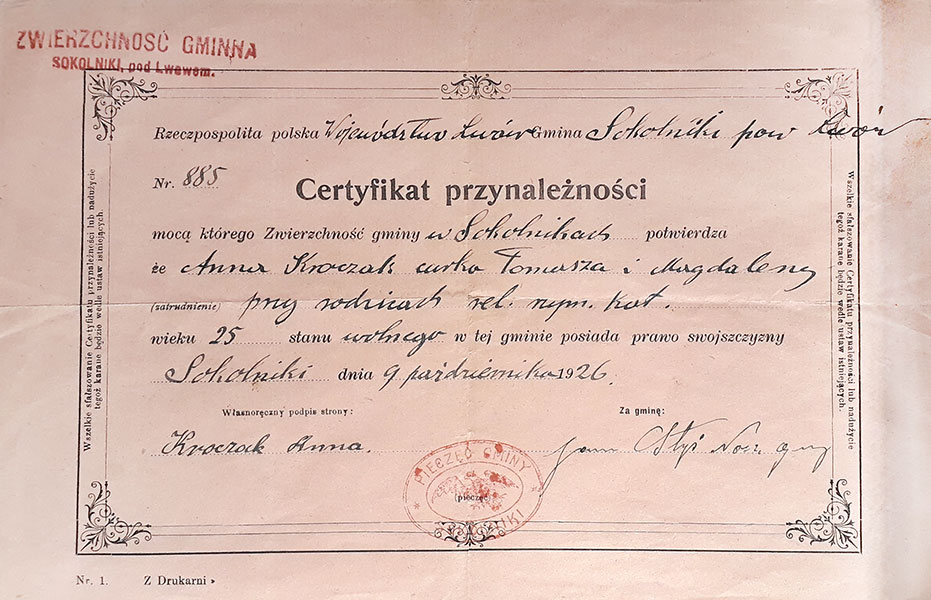 ZWIERZCHNOŚĆ GMINNA
SOKOLNIKI, pod Lwowem.
Rzeczpospolita polska Województwo Lwów Gmina Sokolniki pow Lwów
Nr. 885
Certyfikat przynależności
mocą którego Zwierzchność gminy w Sokolnikach potwierdza
że Anna Kroczak curka Tomasza i Magdaleny
(zatrudnienie) przy rodzicach rel. rzym. kat.
wieku 25 stanu wolnego w tej gminie posiada prawo swojszczyzny
Sokolniki dnia 9 października 1926.
Własnoręczny podpis strony:
Za gminę:
Kroczak Anna.
PIECZĘĆ GMINY
(pieczęć)
Wszelkie sfałszowanie Certyfikatu przynależności lub nadużycie
tegoż karane będzie wedle ustaw istniejących.
Wszelkie sfałszowanie Certyfikatu przynależności lub nadużycie
tegoż karane będzie wedle ustaw istniejących.
Nr. 1. Z Drukarni »